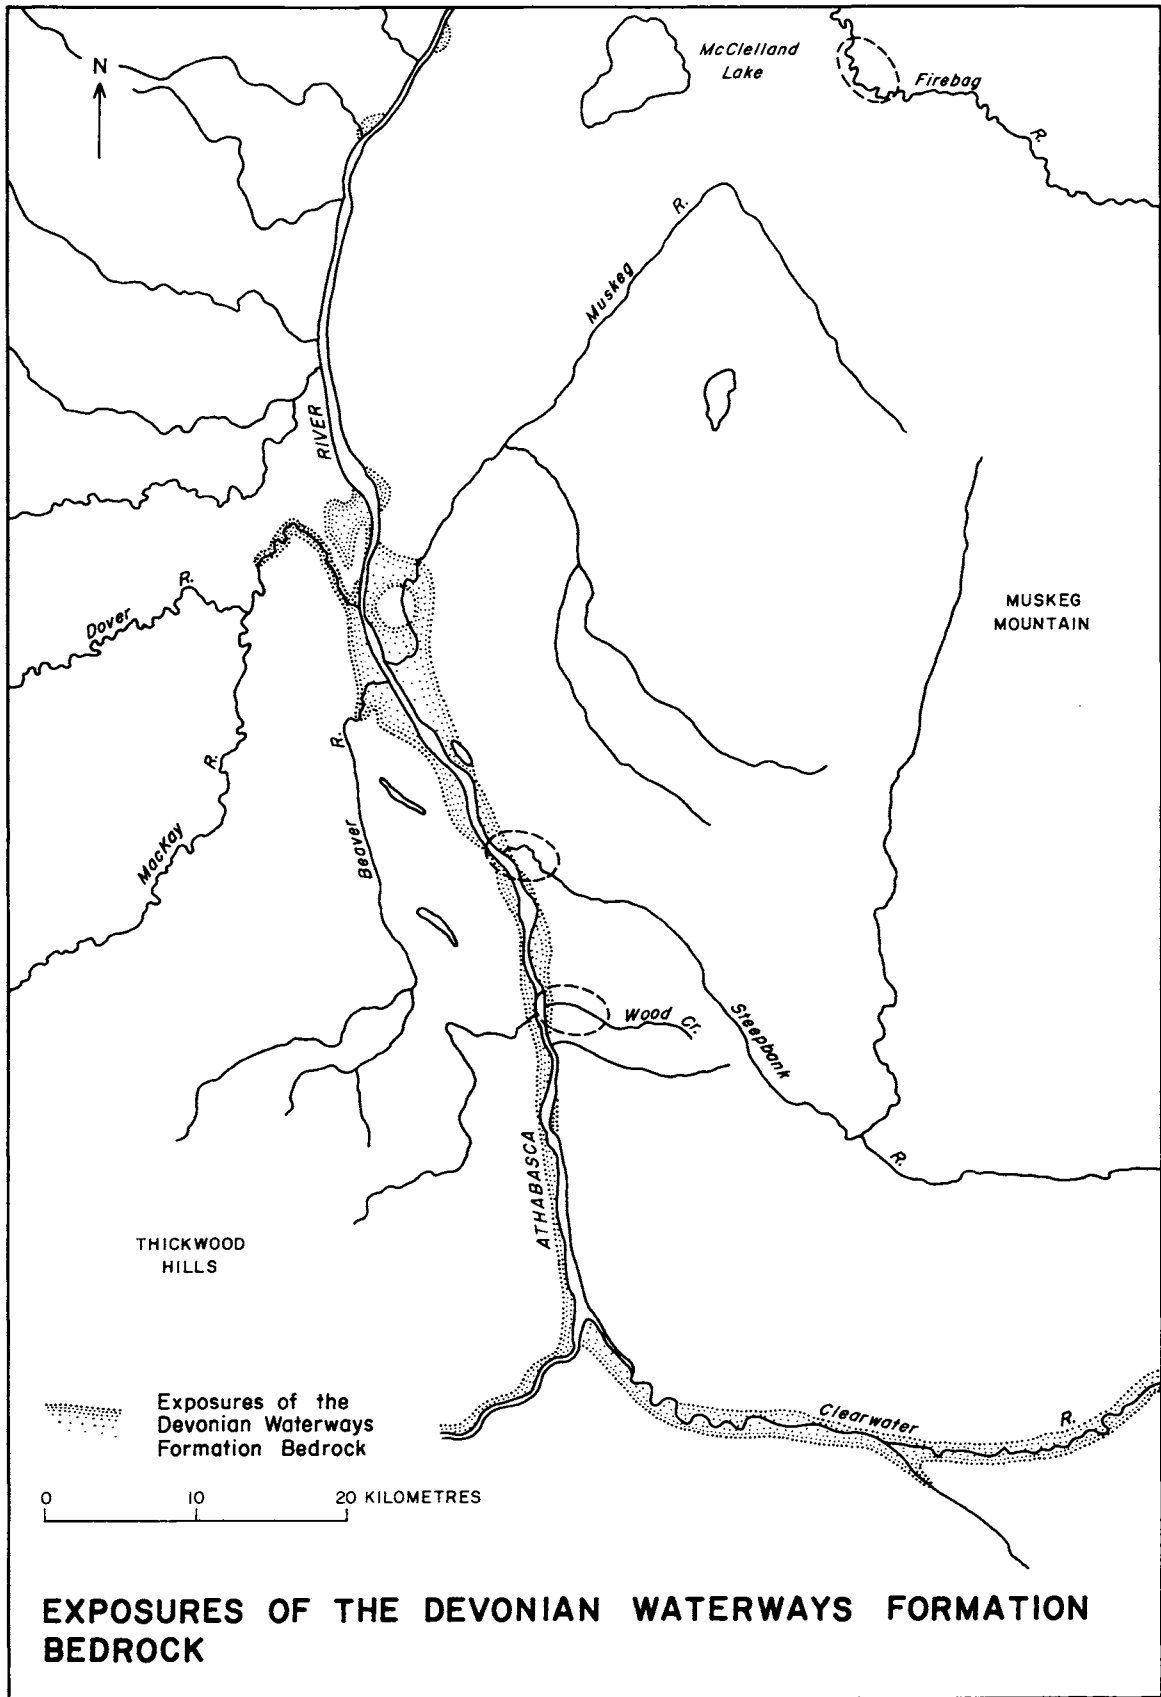 N
McClelland
Lake
Firebag
R.
Muskeg R.
RIVER
MUSKEG
MOUNTAIN
Dover R.
MacKay R.
Beaver R.
Wood Cr.
Steepbank
R.
ATHABASCA
THICKWOOD
HILLS
Clearwater R.
Exposures of the
Devonian Waterways
Formation Bedrock
0 10 20 KILOMETRES
EXPOSURES OF THE DEVONIAN WATERWAYS FORMATION
BEDROCK